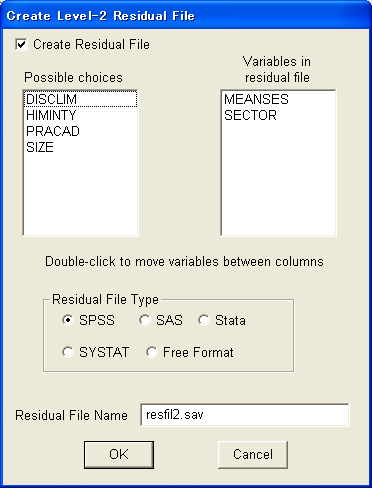 Create Level-2 Residual File
Create Residual File
Possible choices
DISCLIM
HIMINTY
PRACAD
SIZE
Variables in
residual file
MEANSES
SECTOR
Double-click to move variables between columns
Residual File Type
SPSS SAS Stata
SYSTAT Free Format
Residual File Name resfil2.sav
OK Cancel